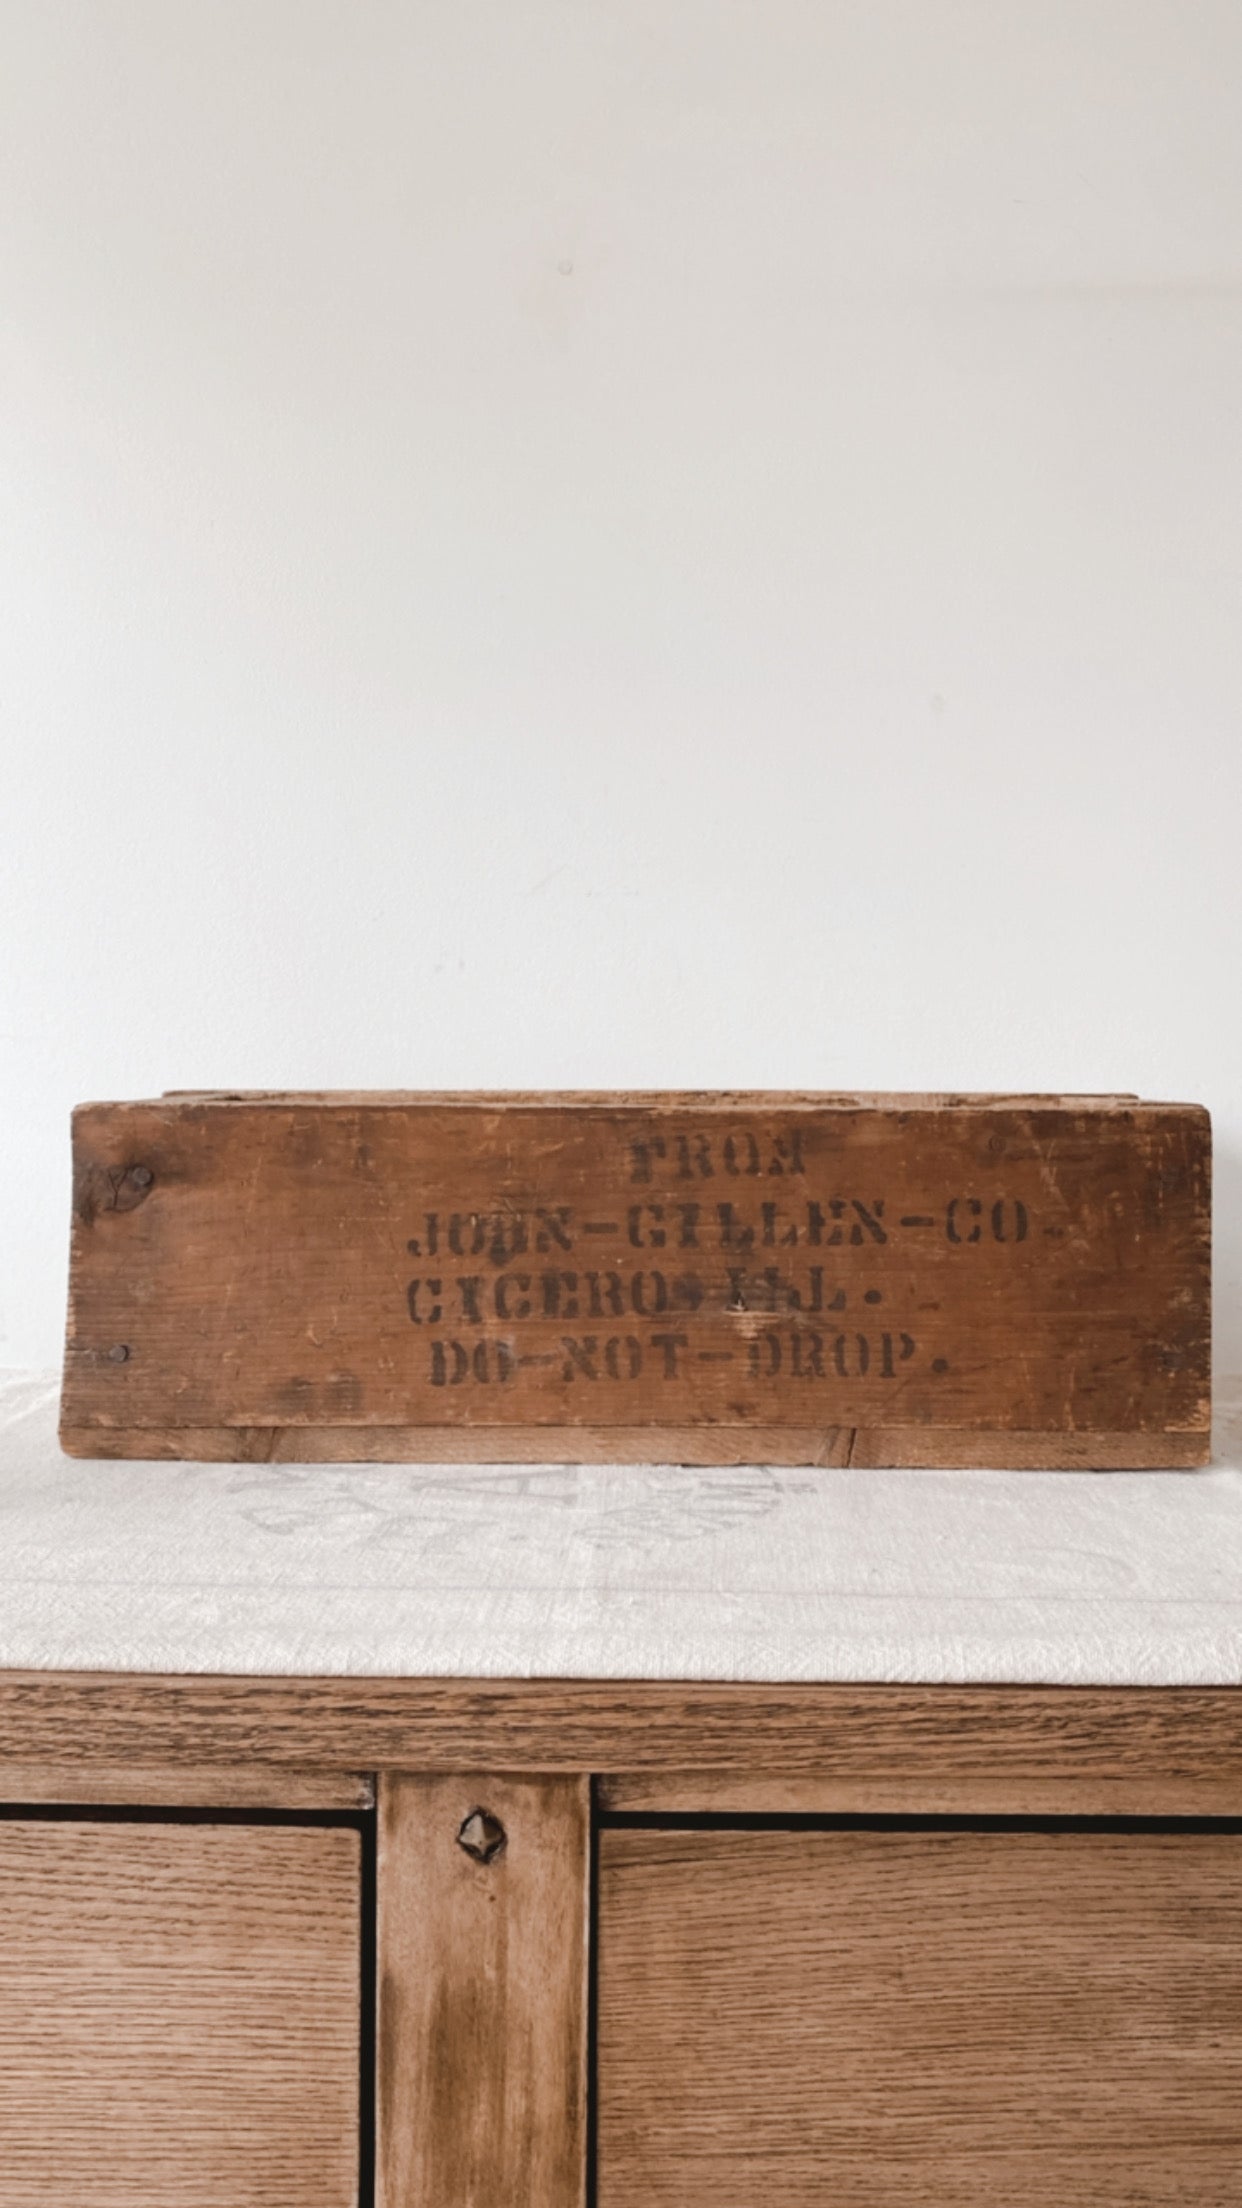 FROM
JOHN-GILLEN-CO.
CICERO, ILL.
DO-NOT-DROP.